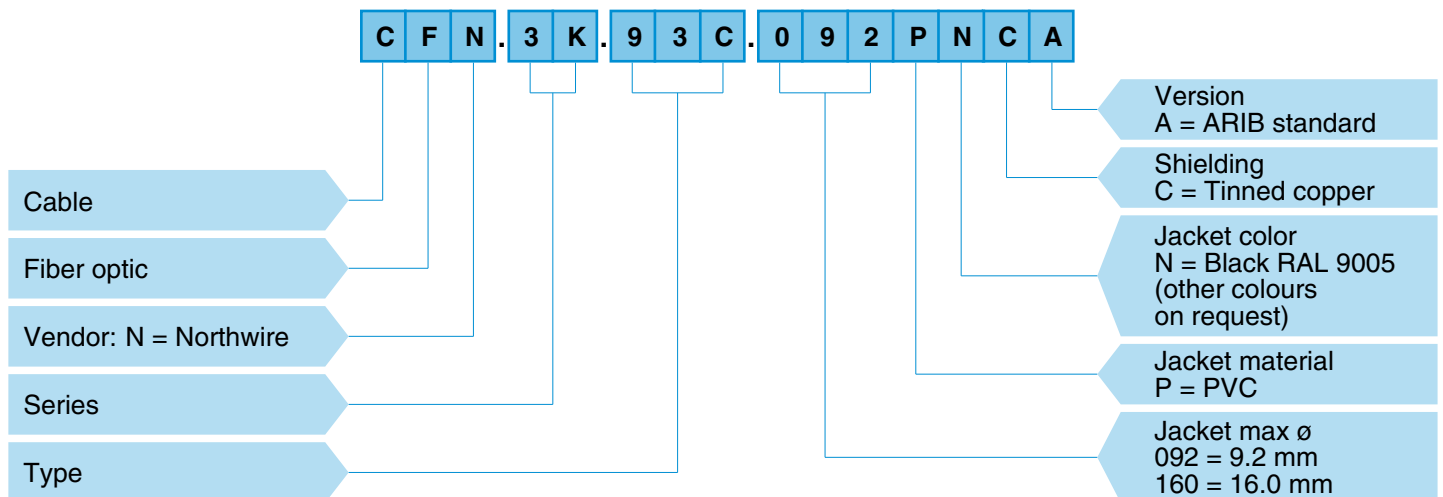 CFN.3K.93C.092PNCA
Cable
Fiber optic
Vendor: N = Northwire
Series
Type
Version
A = ARIB standard
Shielding
C = Tinned copper
Jacket color
N = Black RAL 9005
(other colours
on request)
Jacket material
P = PVC
Jacket max ø
092 = 9.2 mm
160 = 16.0 mm